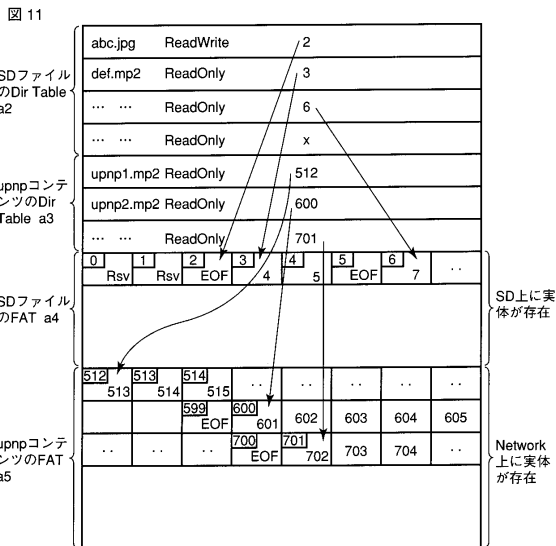 図 11
abc.jpg ReadWrite 2
def.mp2 ReadOnly 3
… … ReadOnly 6
… … ReadOnly x
SDファイル
のDir Table
a2
upnp1.mp2 ReadOnly 512
upnp2.mp2 ReadOnly 600
… … ReadOnly 701
upnpコンテ
ンツのDir
Table a3
0 1 2 3 4 5 6
Rsv Rsv EOF 4 5 EOF 7 ‥
SDファイル
のFAT a4
SD上に実
体が存在
512 513 514
513 514 515 ‥ ‥ ‥ ‥ ‥
599 600
EOF 601 602 603 604 605
700 701
‥ ‥ ‥ EOF 702 703 704 ‥
upnpコンテ
ンツのFAT
a5
Network
上に実体
が存在